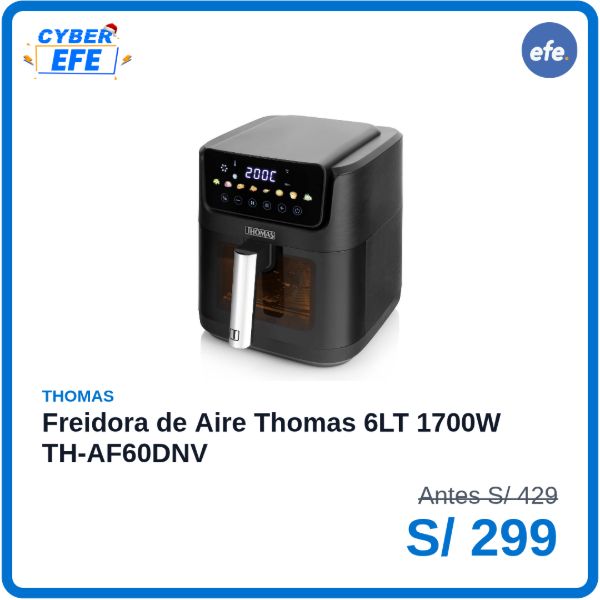 CYBER
EFE
efe.
200C
THOMAS
THOMAS
Freidora de Aire Thomas 6LT 1700W
TH-AF60DNV
Antes S/ 429
S/ 299